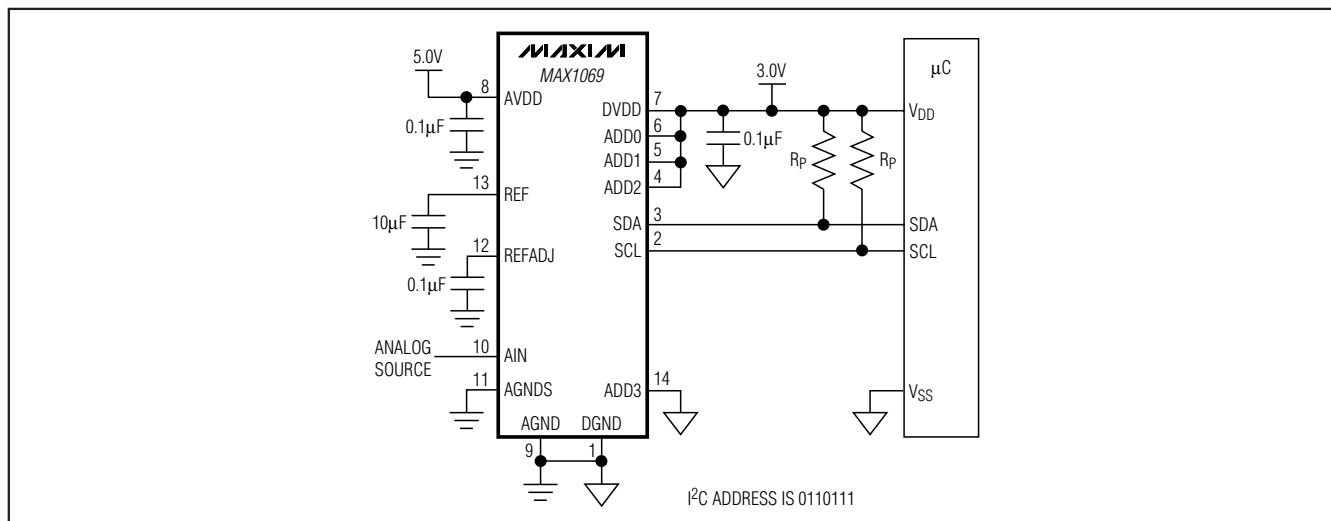 MAXIM
MAX1069
5.0V
8
AVDD
0.1μF
13
REF
10μF
12
REFADJ
0.1μF
ANALOG
SOURCE
10
AIN
11
AGNDS
AGND
DGND
9
1
DVDD
7
ADD0
6
ADD1
5
ADD2
4
SDA
3
SCL
2
ADD3
14
3.0V
0.1μF
RP
RP
μC
VDD
SDA
SCL
VSS
I2C ADDRESS IS 0110111